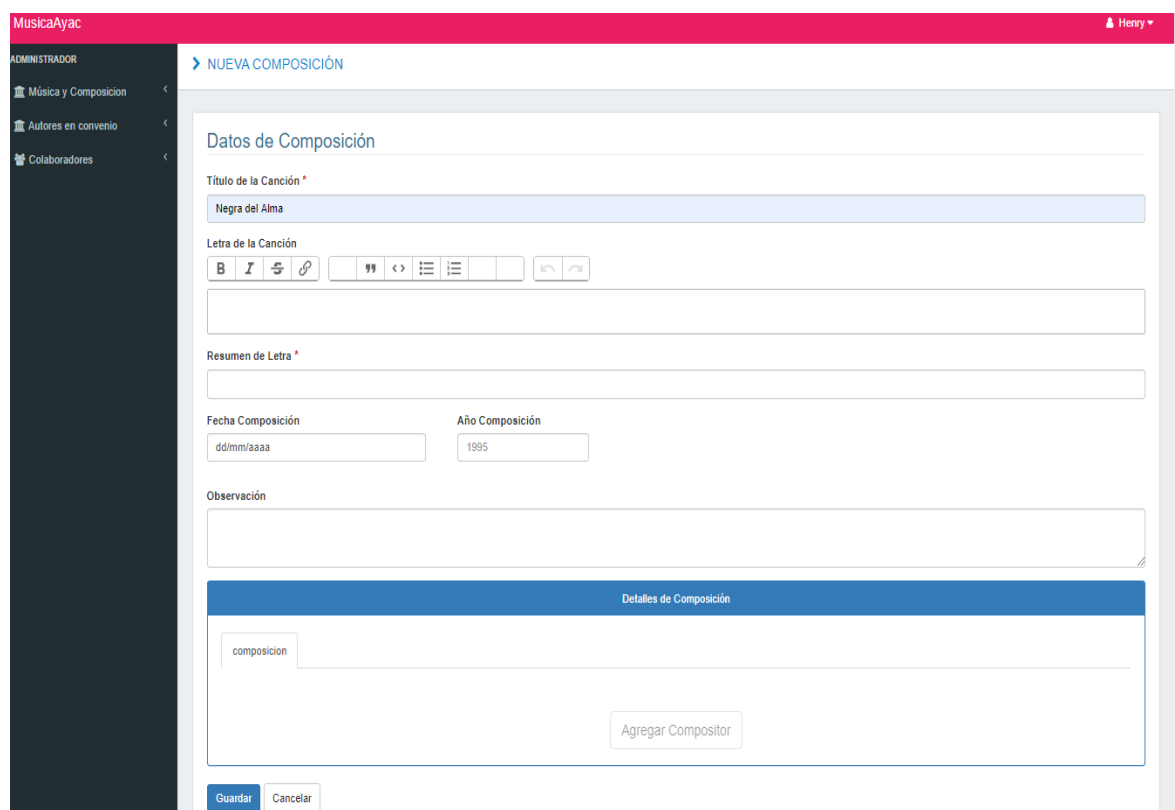 MusicaAyac
Henry
ADMINISTRADOR
Música y Composicion
Autores en convenio
Colaboradores
NUEVA COMPOSICIÓN
Datos de Composición
Título de la Canción *
Negra del Alma
Letra de la Canción
Resumen de Letra *
Fecha Composición Año Composición
dd/mm/aaaa 1995
Observación
Detalles de Composición
composicion
Agregar Compositor
Guardar Cancelar